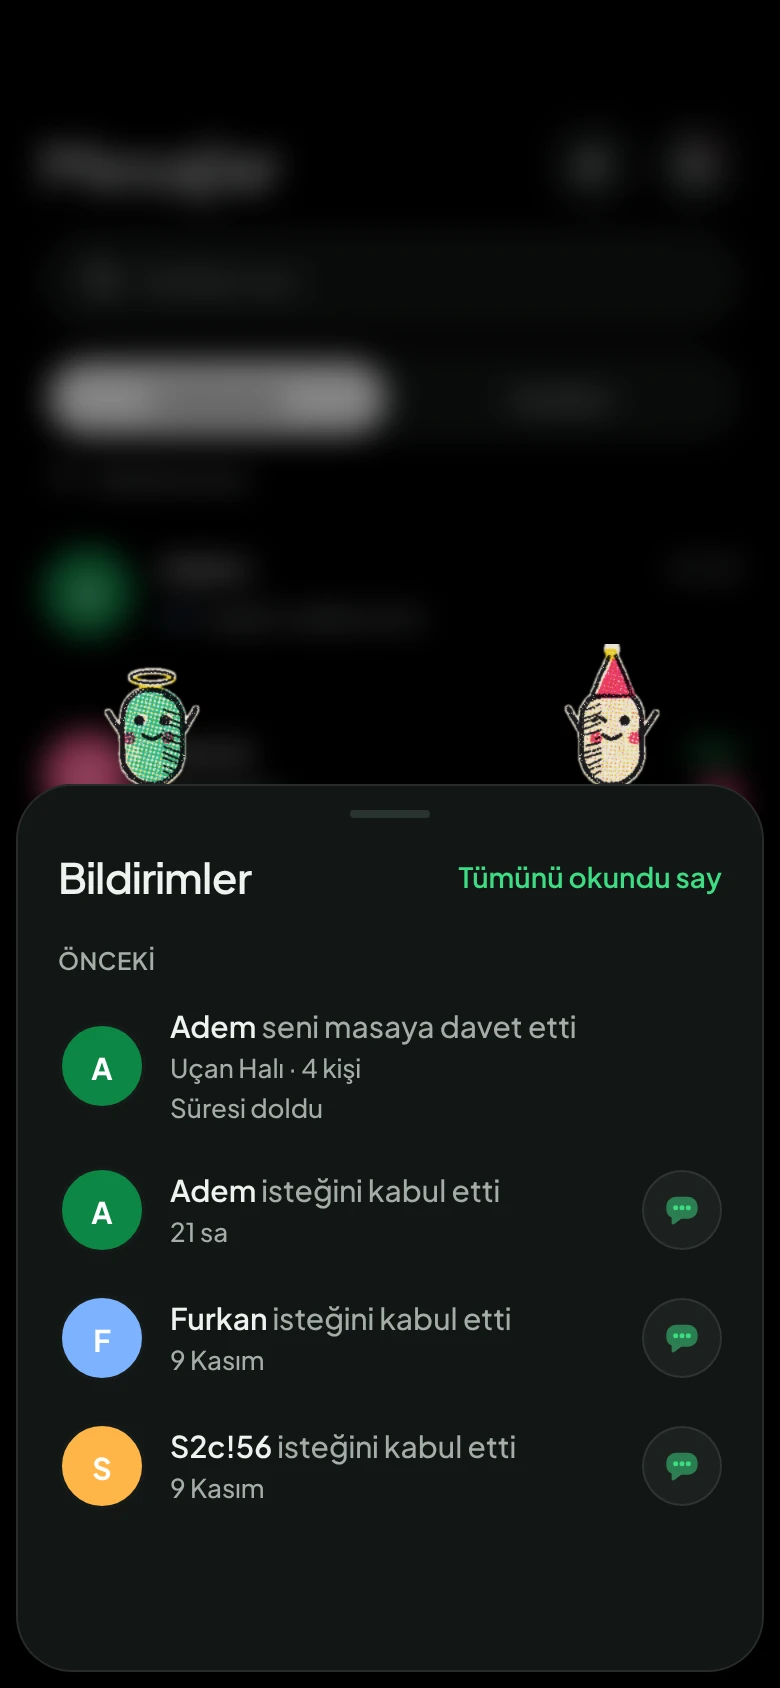 Bildirimler
Tümünü okundu say
ÖNCEKİ
A
Adem seni masaya davet etti
Uçan Halı · 4 kişi
Süresi doldu
A
Adem isteğini kabul etti
21 sa
F
Furkan isteğini kabul etti
9 Kasım
S
S2c!56 isteğini kabul etti
9 Kasım